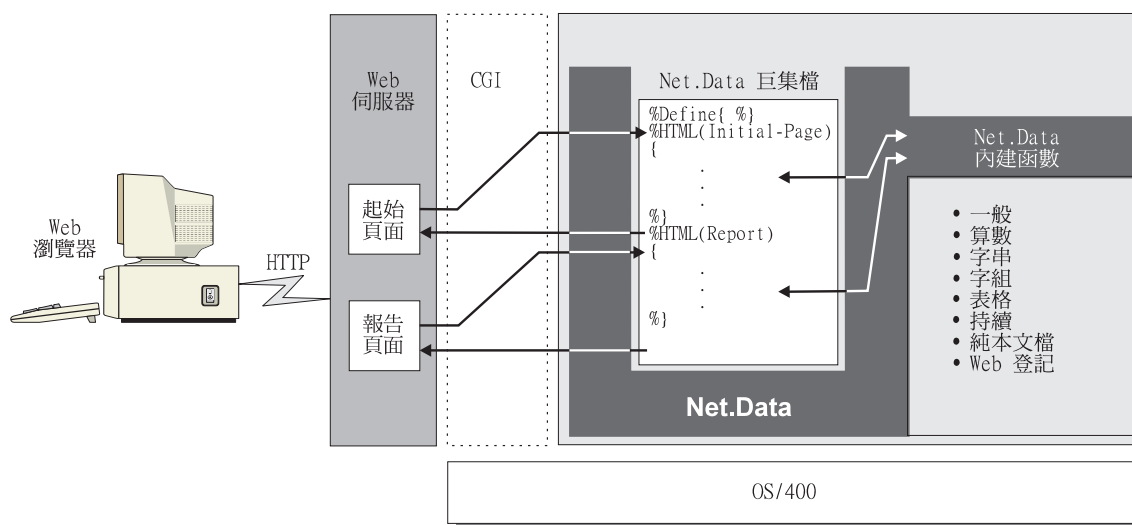 Web
瀏覽器
HTTP
Web
伺服器
起始
頁面
報告
頁面
CGI
Net.Data 巨集檔
%Define{ %}
%HTML(Initial-Page)
{
.
.
.
%}
%HTML(Report)
{
.
.
.
%}
Net.Data
Net.Data
內建函數
• 一般
• 算數
• 字串
• 字組
• 表格
• 持續
• 純本文檔
• Web 登記
OS/400